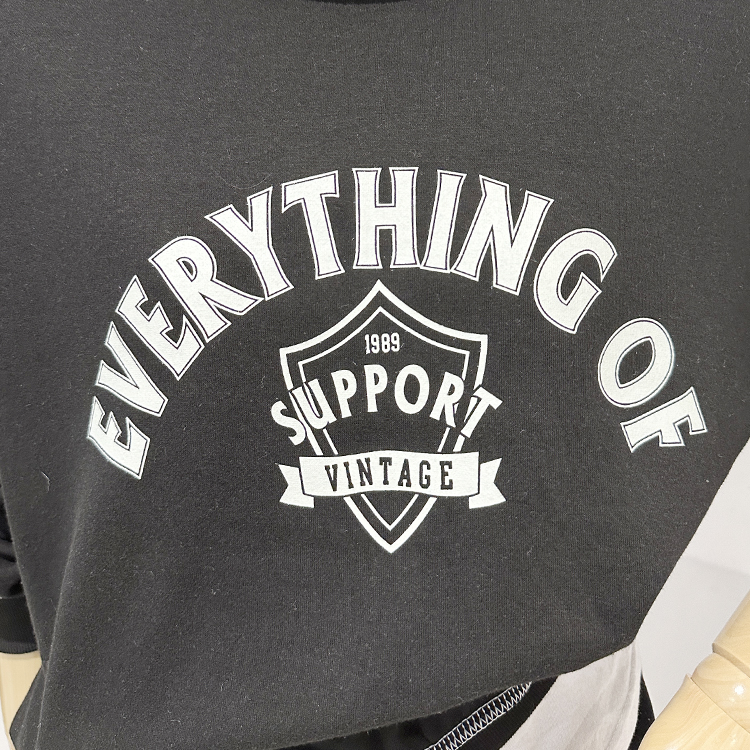 EVERYTHING OF
1989
SUPPORT
VINTAGE